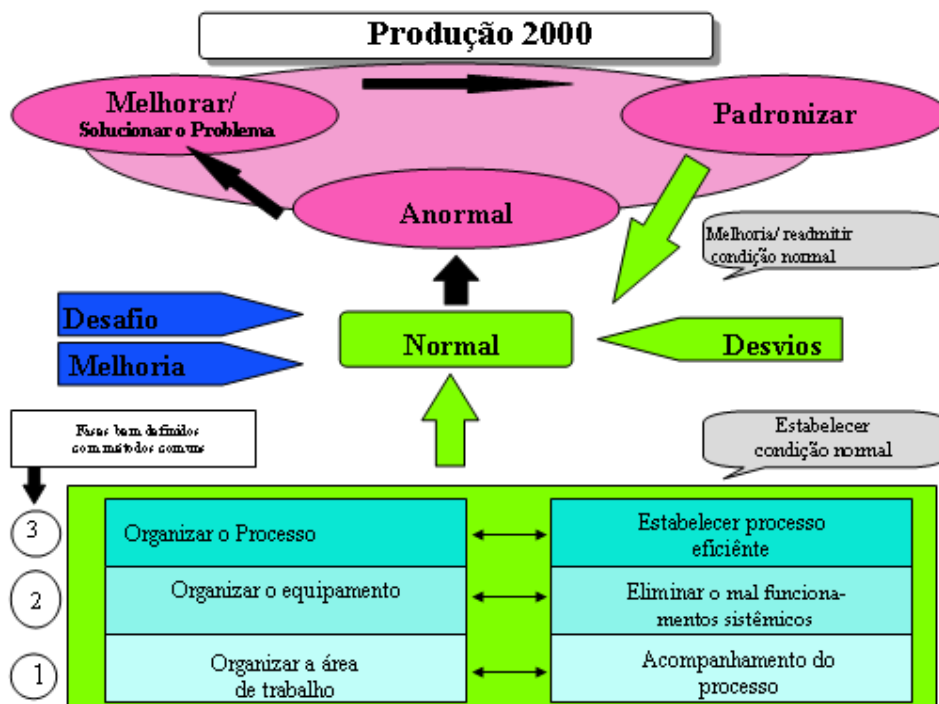 Produção 2000
Melhorar/
Solucionar o Problema
Padronizar
Anormal
Melhoria/ readmitir
condição normal
Desafio
Melhoria
Normal
Desvios
Fases bem definidos
com métodos comuns
Estabelecer
condição normal
3
Organizar o Processo
Estabelecer processo
eficiênte
2
Organizar o equipamento
Eliminar o mal funciona-
mentos sistêmicos
1
Organizar a área
de trabalho
Acompanhamento do
processo